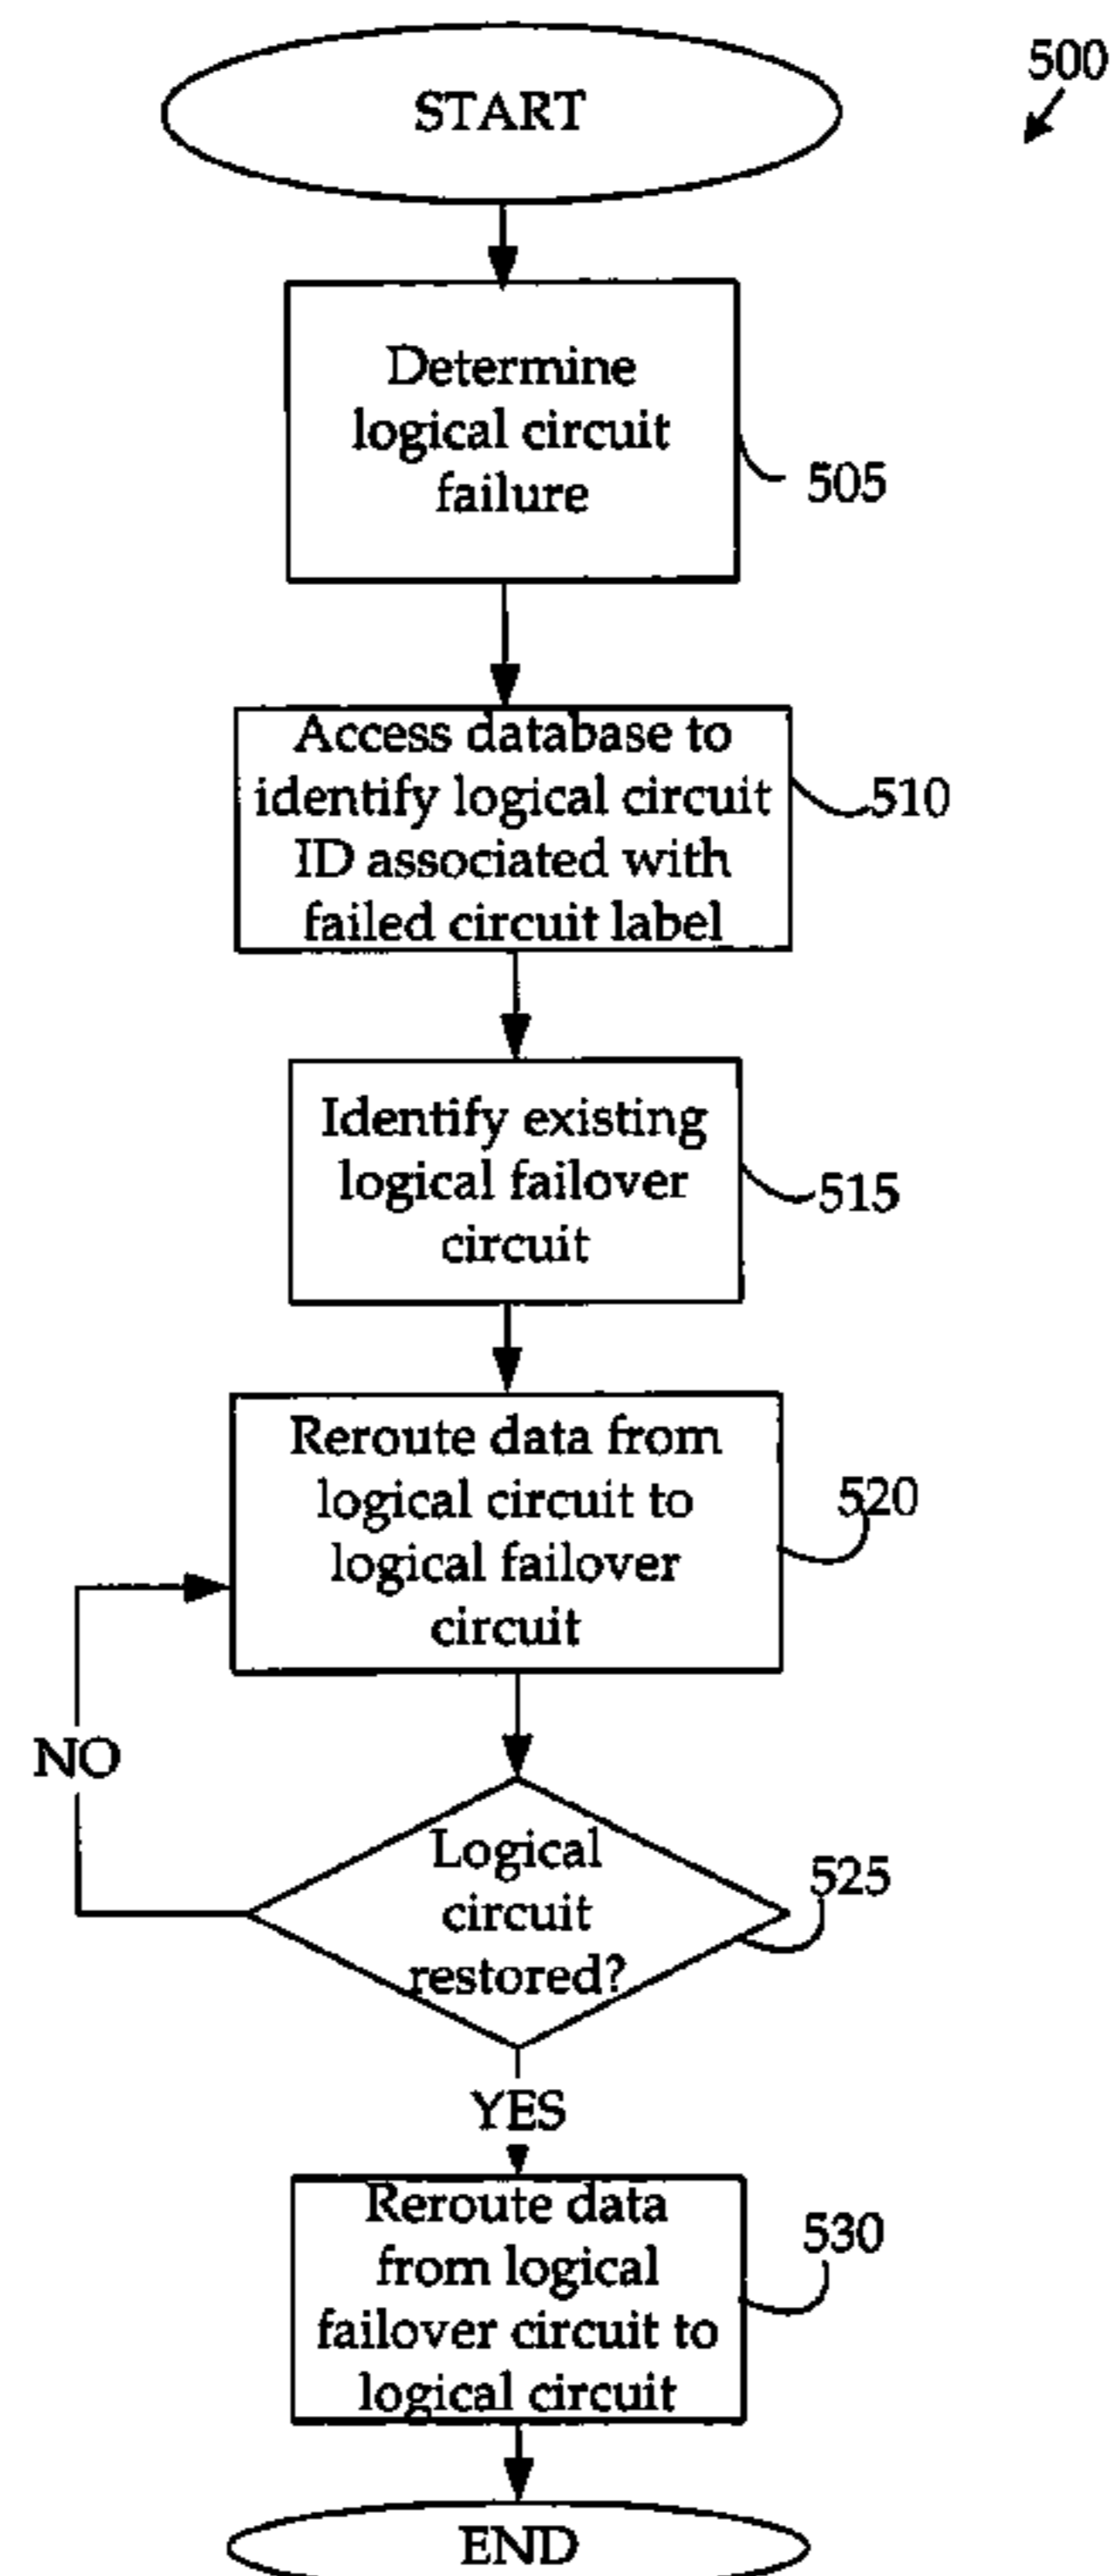 START
500
Determine
logical circuit
failure
505
Access database to
identify logical circuit
ID associated with
failed circuit label
510
Identify existing
logical failover
circuit
515
Reroute data from
logical circuit to
logical failover
circuit
520
NO
Logical
circuit
restored?
525
YES
Reroute data
from logical
failover circuit to
logical circuit
530
END